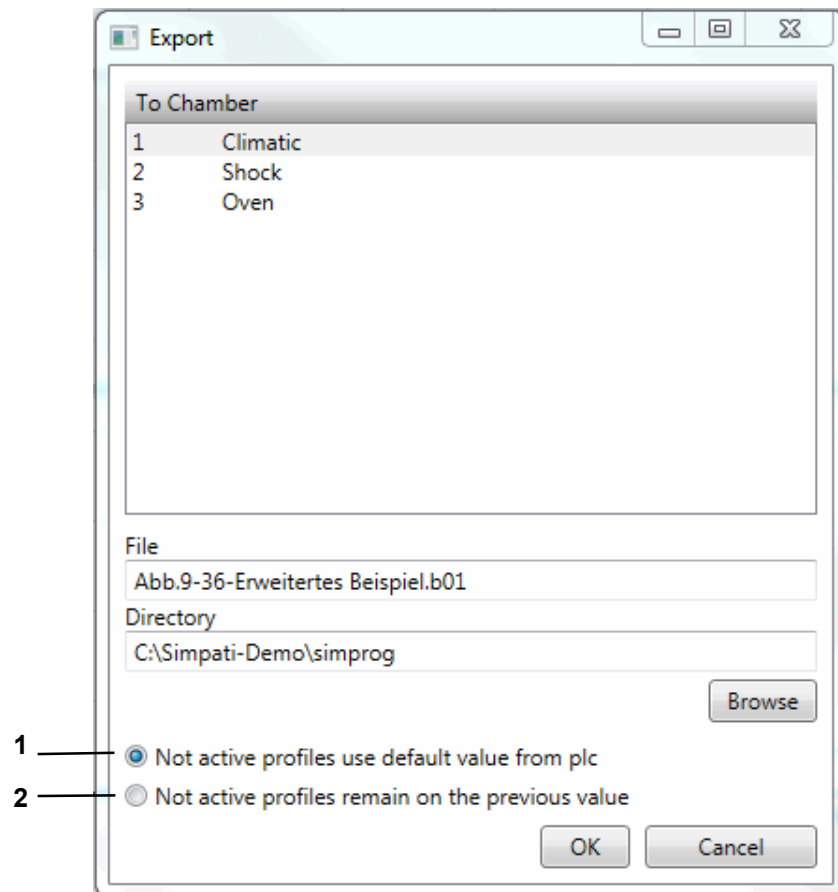 Export
To Chamber
1 Climatic
2 Shock
3 Oven
File
Abb.9-36-Erweitertes Beispiel.b01
Directory
C:\Simpati-Demo\simprog
Browse
1 Not active profiles use default value from plc
2 Not active profiles remain on the previous value
OK Cancel